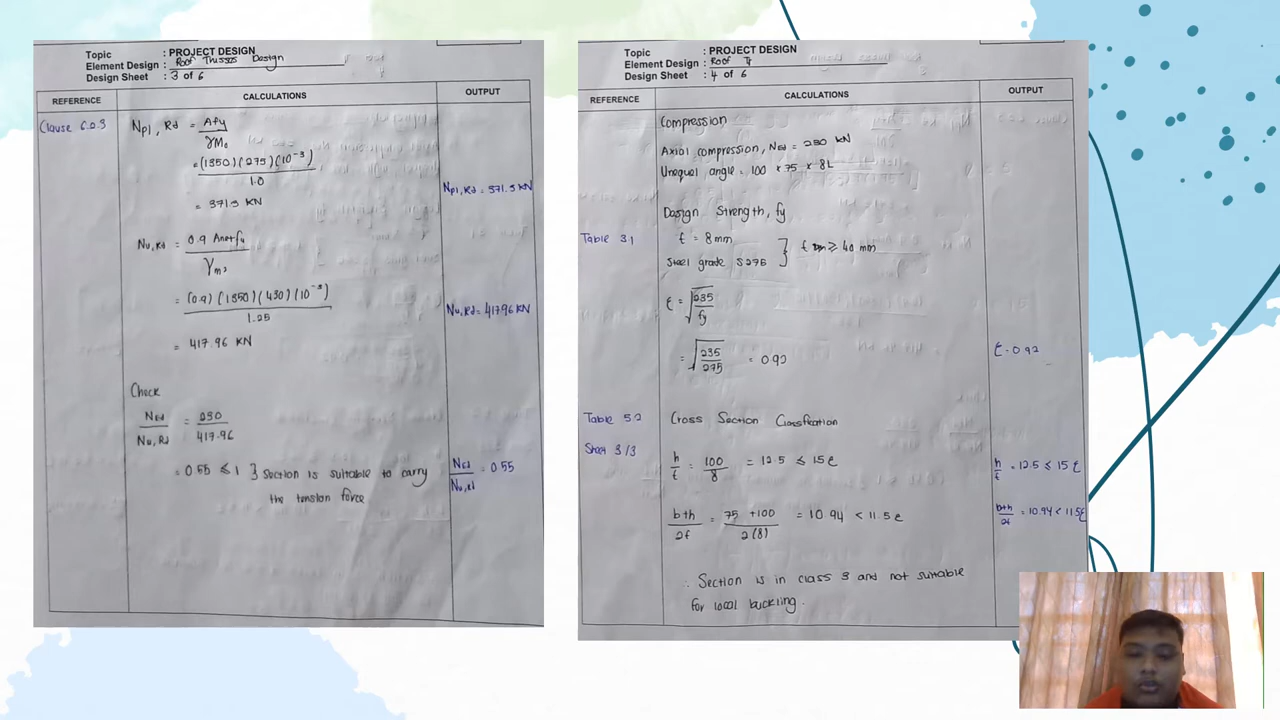 Topic : PROJECT DESIGN
Element Design : Roof Trusses Design
Design Sheet : 3 of 6
REFERENCE CALCULATIONS OUTPUT
Clause 6.2.3
Npl, Rd = Afy / γMo
= (1350)(275)(10⁻³) / 1.0
= 371.3 kN
Npl, Rd = 371.3 kN
Nu,Rd = 0.9 Anet fu / γm2
= (0.9)(1350)(430)(10⁻³) / 1.25
Nu,Rd = 417.96 KN
= 417.96 KN
Check
NEd / Nu,Rd = 230 / 417.96
= 0.55 ≤ 1 } Section is suitable to carry
the tension force
NEd / Nu,Rd = 0.55
Topic : PROJECT DESIGN
Element Design : Roof
Design Sheet : 4 of 6
REFERENCE CALCULATIONS OUTPUT
Compression
Axial compression, NEd = 230 kN
Unequal angle = 100 x 75 x 8L
Design Strength, fy
Table 3.1
t = 8mm
Steel grade S275 } t ≥ 40 mm
ε = √235 / fy
= √235 / 275 = 0.92
ε = 0.92
Table 5.2 Cross Section Classification
Sheet 3/3
h / t = 100 / 8 = 12.5 ≤ 15ε
h / t = 12.5 ≤ 15ε
b+h / 2t = 75 + 100 / 2(8) = 10.94 < 11.5ε
b+h / 2t = 10.94 < 11.5ε
∴ Section is in class 3 and not suitable
for local buckling.